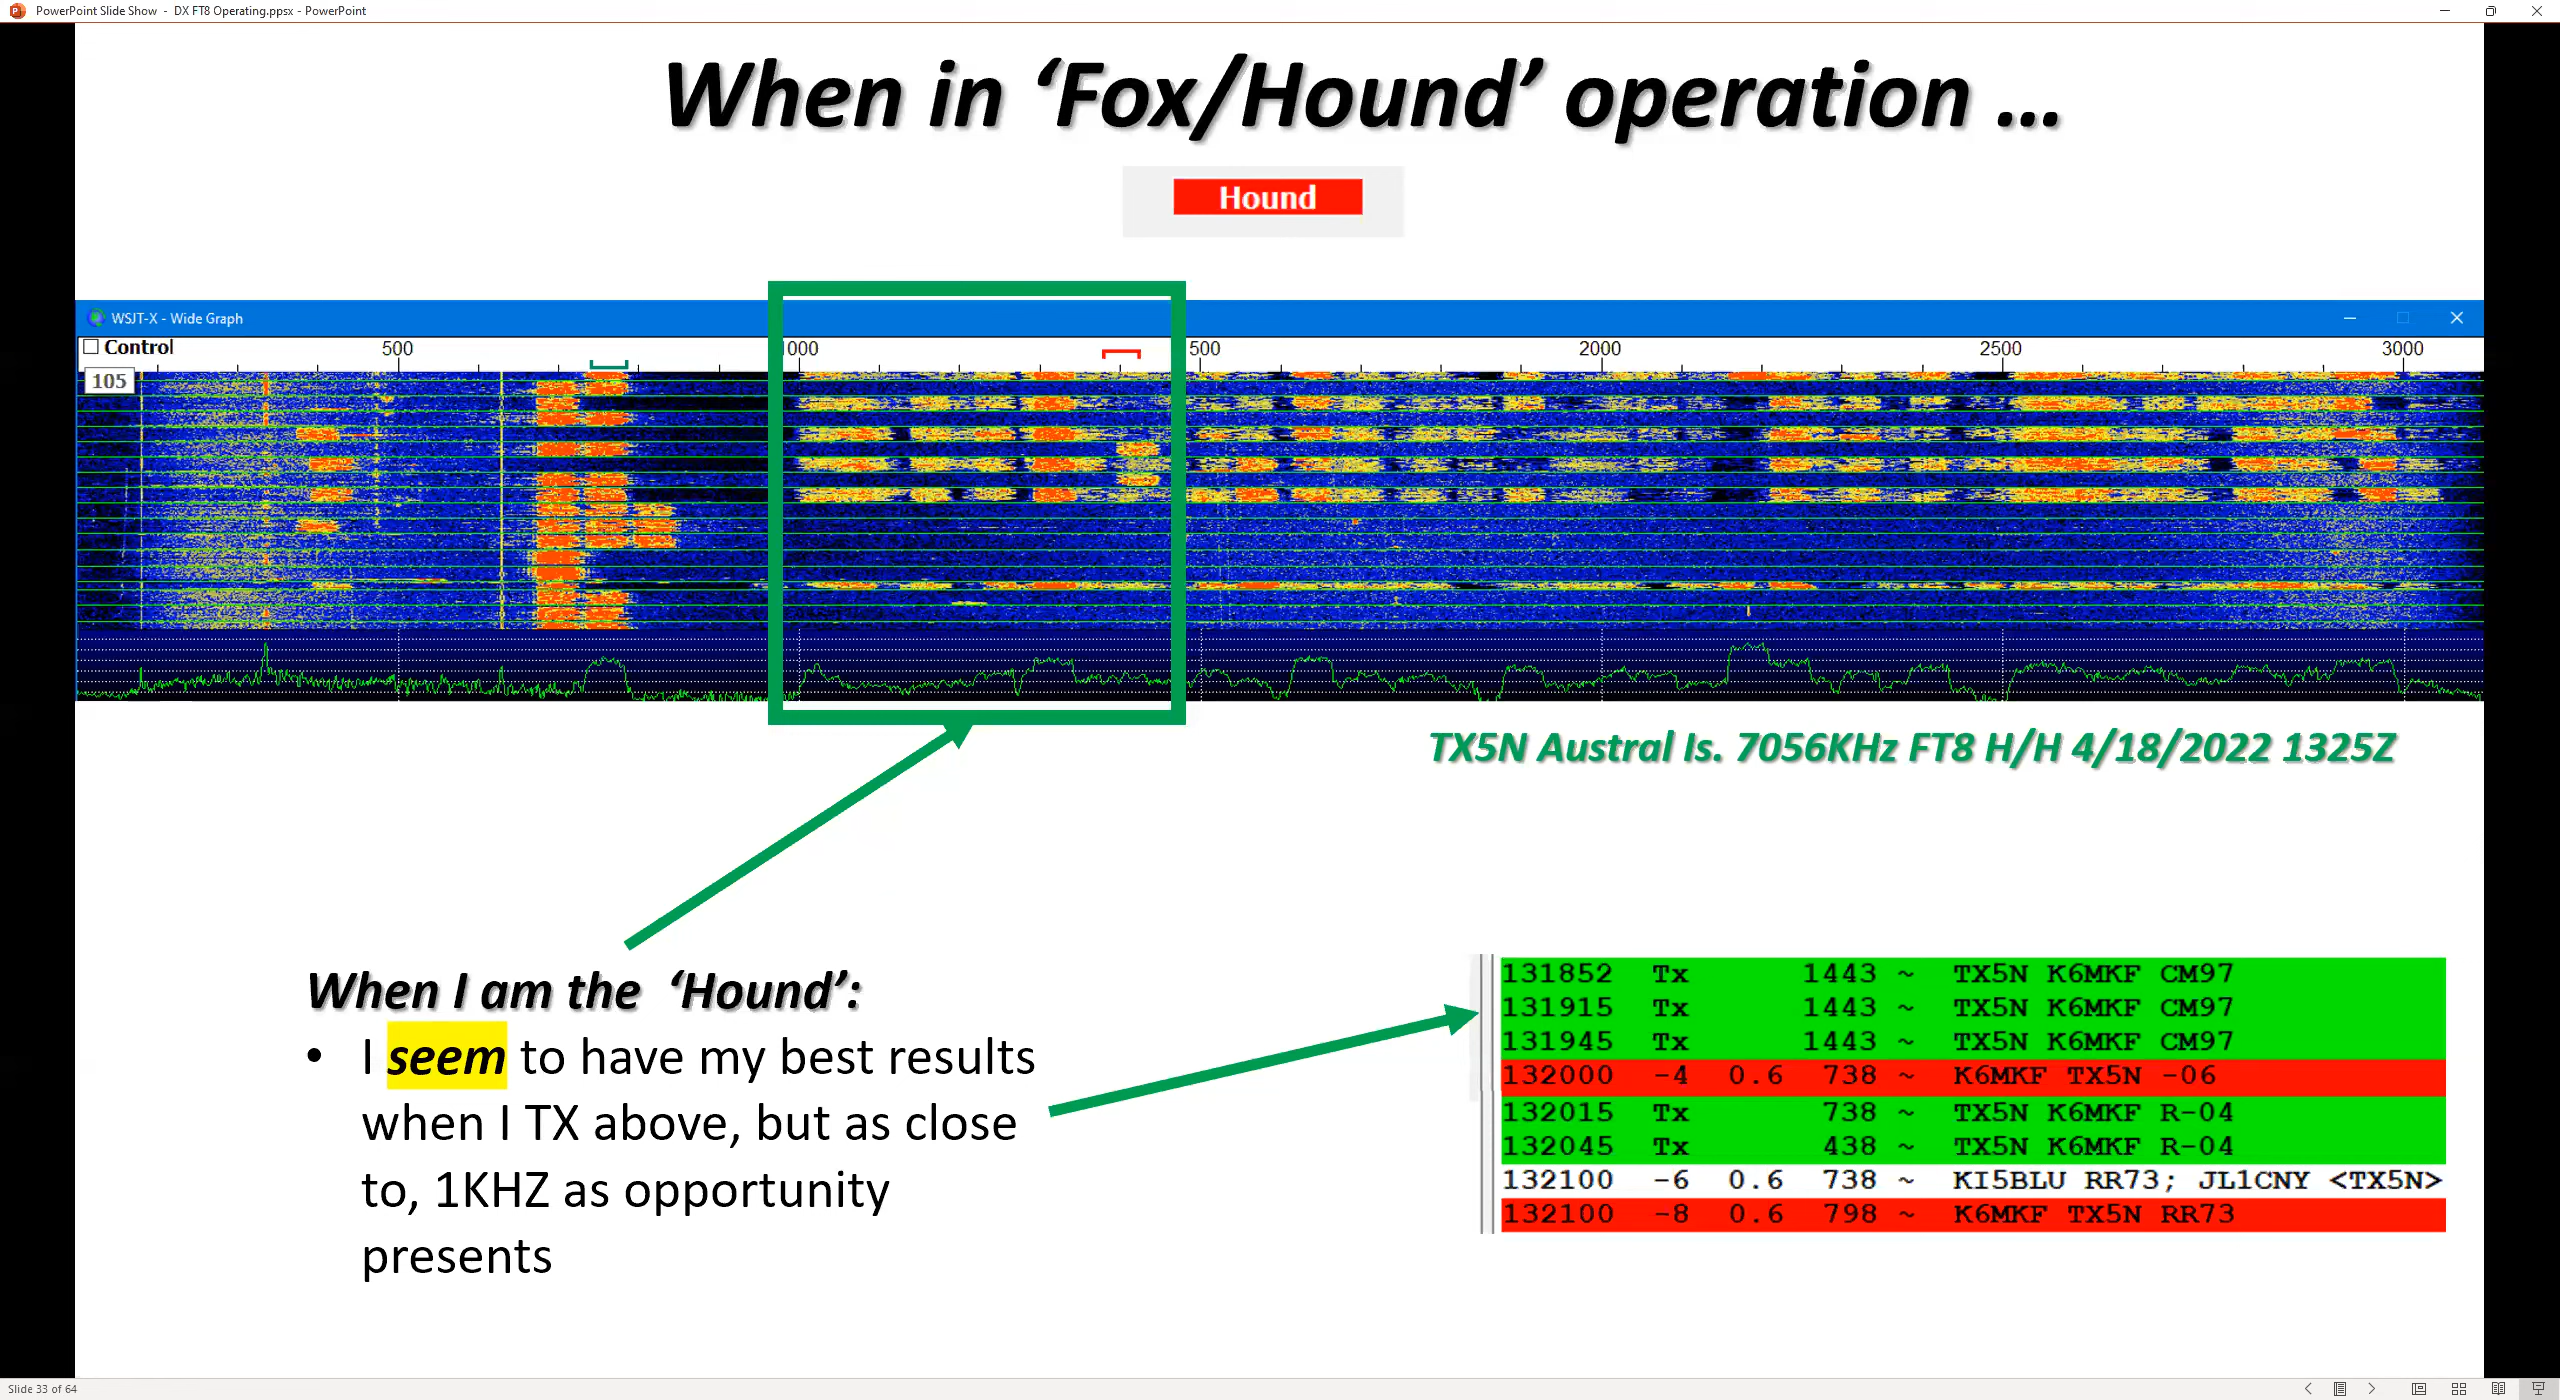 PowerPoint Slide Show - DX FT8 Operating.ppsx - PowerPoint
When in ‘Fox/Hound’ operation ...
Hound
WSJT-X - Wide Graph
Control
500 000 500 2000 2500 3000
105
TX5N Austral Is. 7056KHz FT8 H/H 4/18/2022 1325Z
When I am the ‘Hound’:
• I seem to have my best results
when I TX above, but as close
to, 1KHZ as opportunity
presents
131852 Tx 1443 ~ TX5N K6MKF CM97
131915 Tx 1443 ~ TX5N K6MKF CM97
131945 Tx 1443 ~ TX5N K6MKF CM97
132000 -4 0.6 738 ~ K6MKF TX5N -06
132015 Tx 738 ~ TX5N K6MKF R-04
132045 Tx 438 ~ TX5N K6MKF R-04
132100 -6 0.6 738 ~ KI5BLU RR73; JL1CNY <TX5N>
132100 -8 0.6 798 ~ K6MKF TX5N RR73
Slide 33 of 64